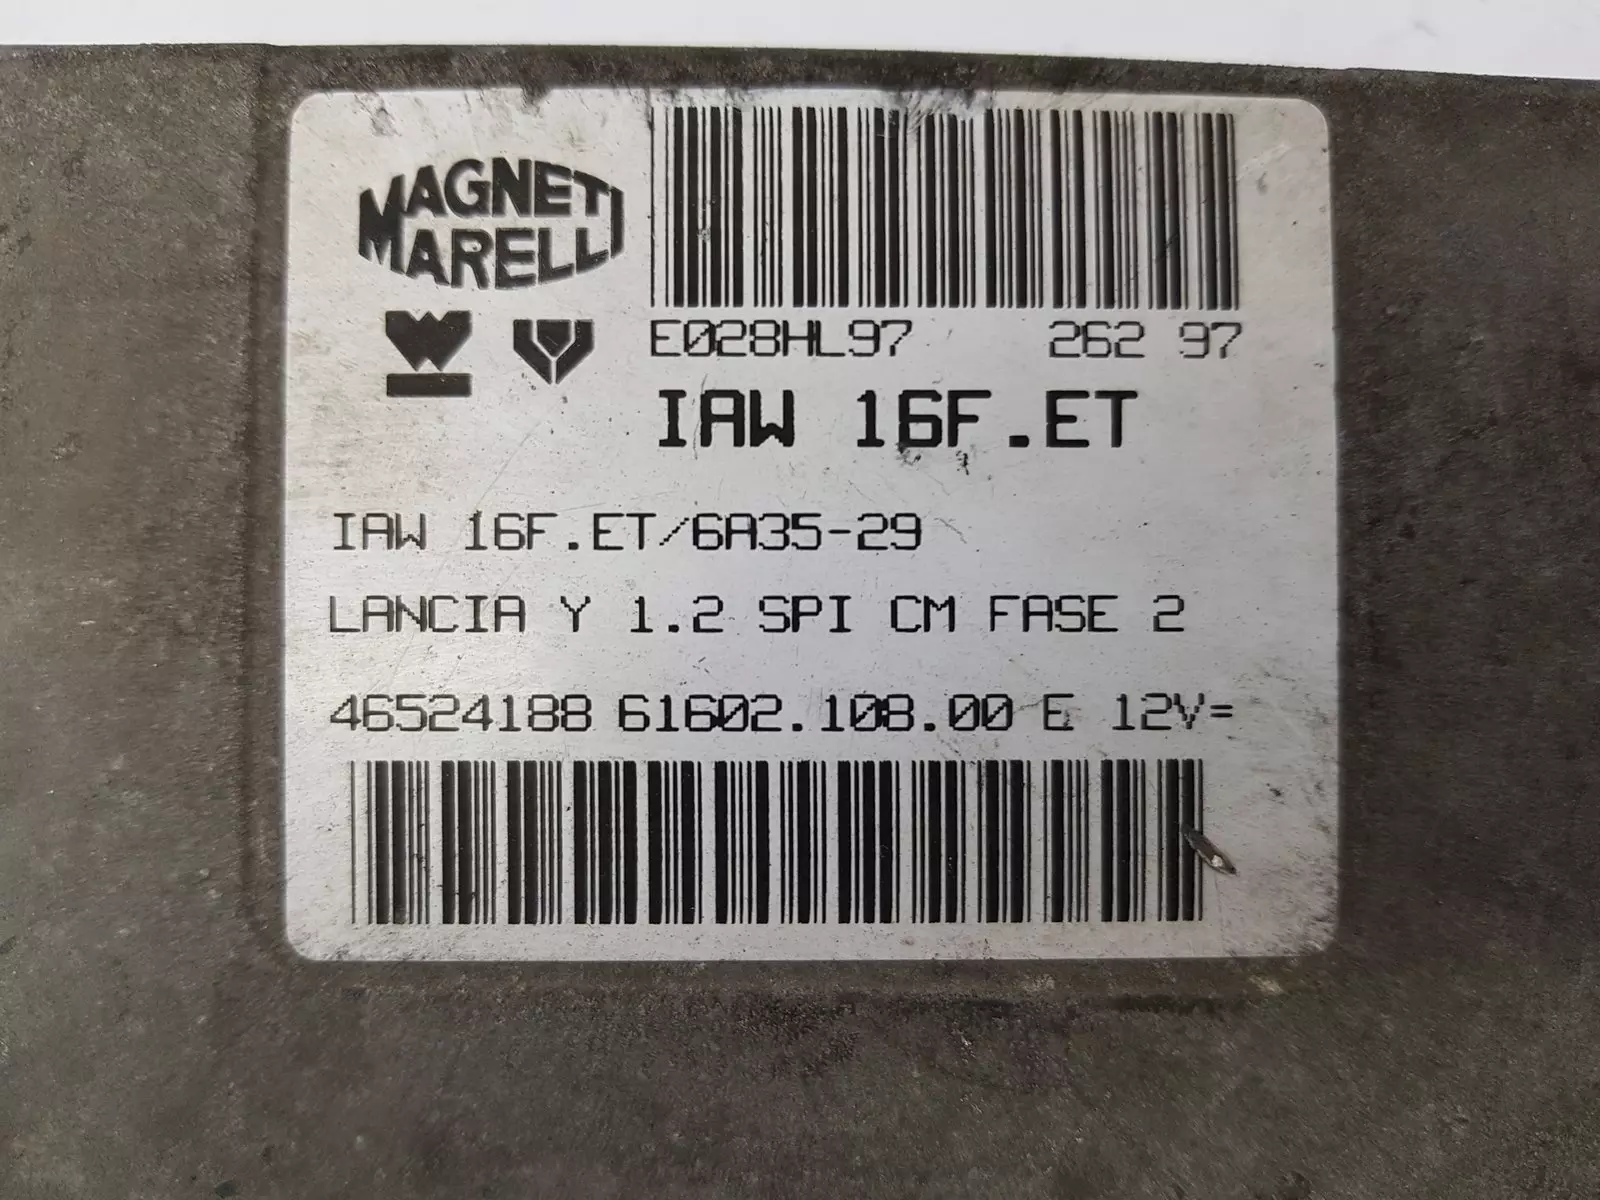 MAGNETI
MARELLI
E028HL97 262 97
IAW 16F.ET
IAW 16F.ET/6A35-29
LANCIA Y 1.2 SPI CM FASE 2
46524188 61602.108.00 E 12V=